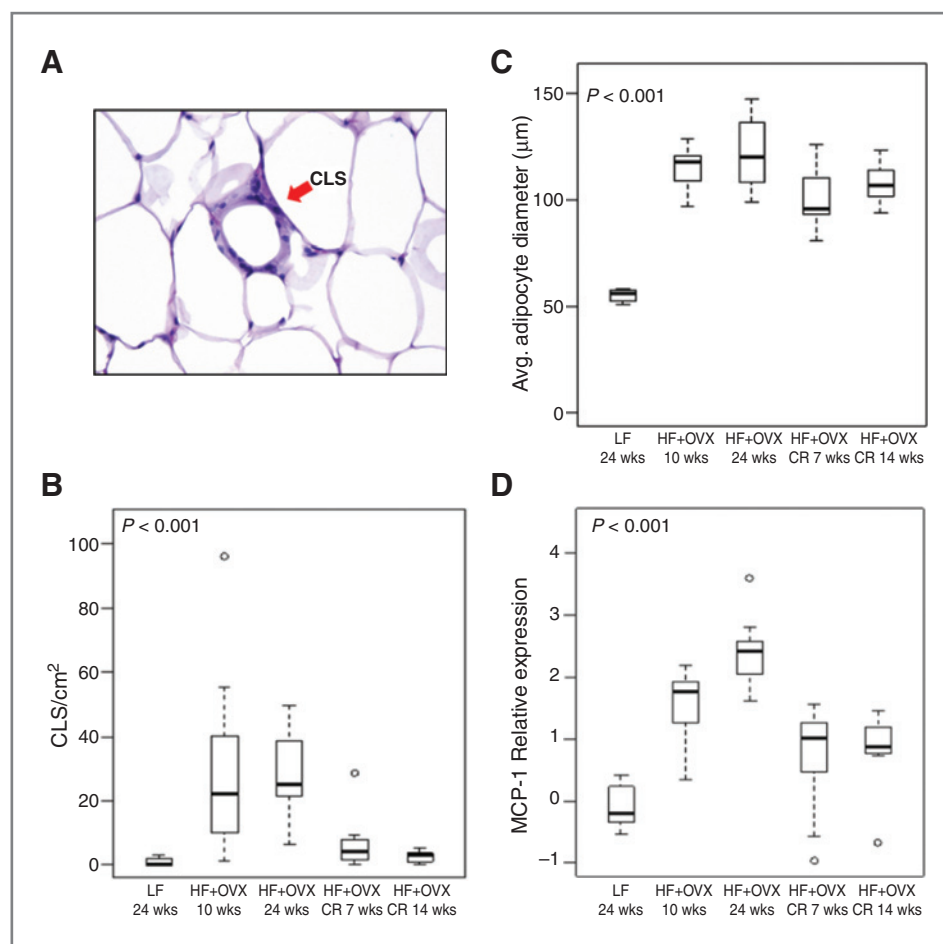 A
CLS
B
P < 0.001
CLS/cm²
100
80
60
40
20
0
LF HF+OVX HF+OVX HF+OVX HF+OVX
24 wks 10 wks 24 wks CR 7 wks CR 14 wks
C
P < 0.001
Avg. adipocyte diameter (μm)
150
100
50
0
LF HF+OVX HF+OVX HF+OVX HF+OVX
24 wks 10 wks 24 wks CR 7 wks CR 14 wks
D
P < 0.001
MCP-1 Relative expression
4
3
2
1
0
−1
LF HF+OVX HF+OVX HF+OVX HF+OVX
24 wks 10 wks 24 wks CR 7 wks CR 14 wks